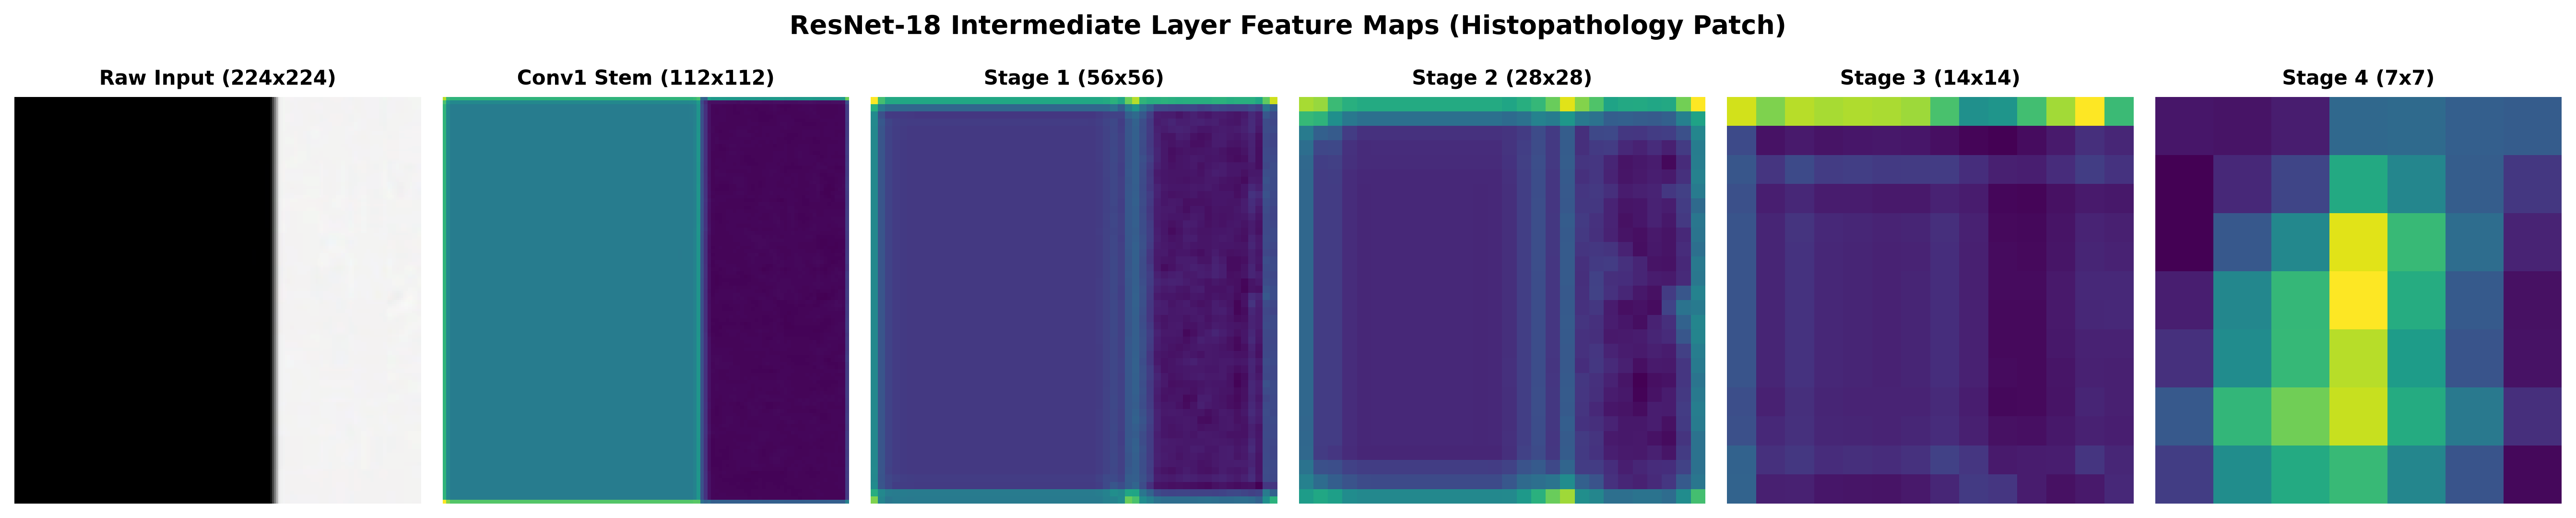 ResNet-18 Intermediate Layer Feature Maps (Histopathology Patch)
Raw Input (224x224)
Conv1 Stem (112x112)
Stage 1 (56x56)
Stage 2 (28x28)
Stage 3 (14x14)
Stage 4 (7x7)